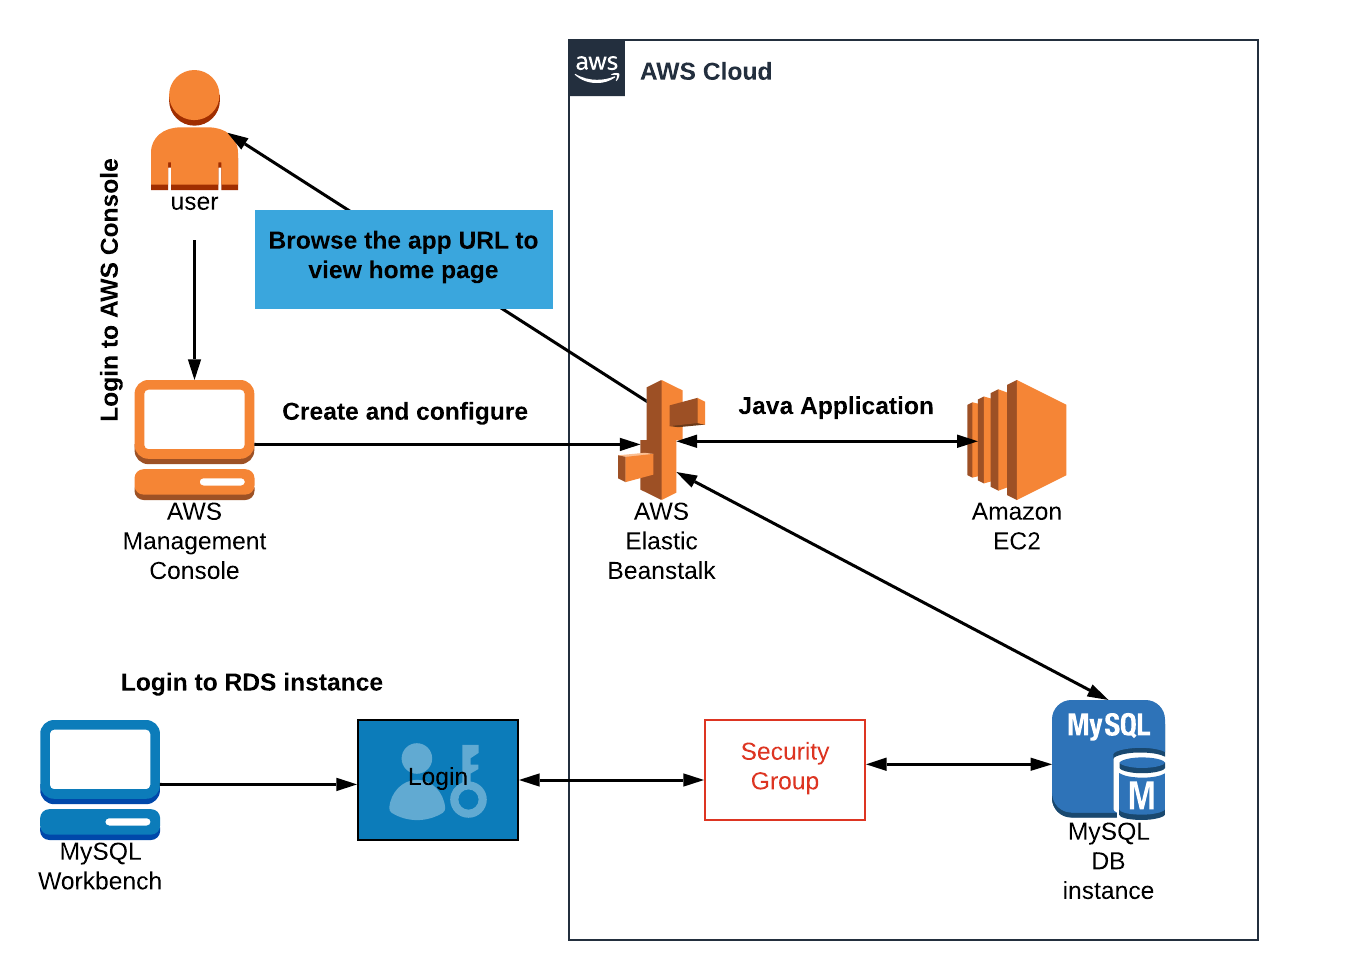 aws
AWS Cloud
Login to AWS Console
user
Browse the app URL to
view home page
Create and configure
Java Application
AWS
Management
Console
AWS
Elastic
Beanstalk
Amazon
EC2
Login to RDS instance
MySQL
Workbench
Login
Security
Group
MySQL
M
MySQL
DB
instance